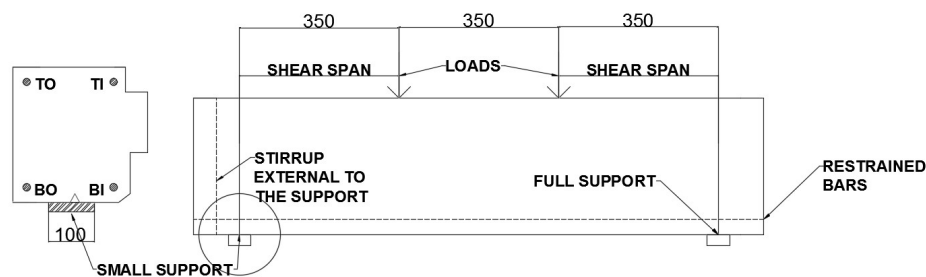 350 350 350
SHEAR SPAN LOADS SHEAR SPAN
TO TI
STIRRUP
EXTERNAL TO
THE SUPPORT
RESTRAINED
BARS
FULL SUPPORT
BO BI
100
SMALL SUPPORT